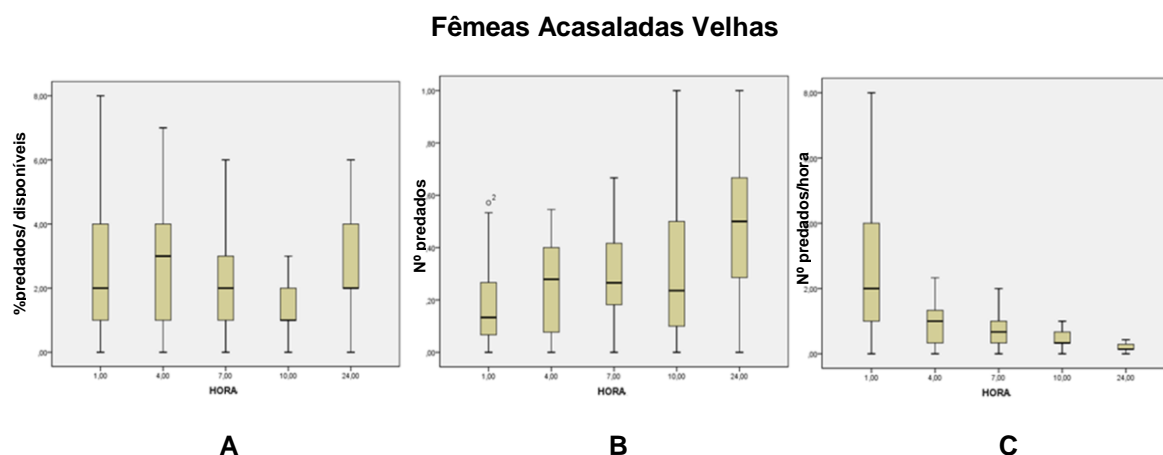 Fêmeas Acasaladas Velhas
%predados/ disponíveis
8,00
6,00
4,00
2,00
,00
1,00 4,00 7,00 10,00 24,00
HORA
A
Nº predados
1,00
,80
,60
,40
,20
,00
o 2
1,00 4,00 7,00 10,00 24,00
HORA
B
Nº predados/hora
8,00
2,00
,00
1,00 4,00 7,00 10,00 24,00
HORA
C